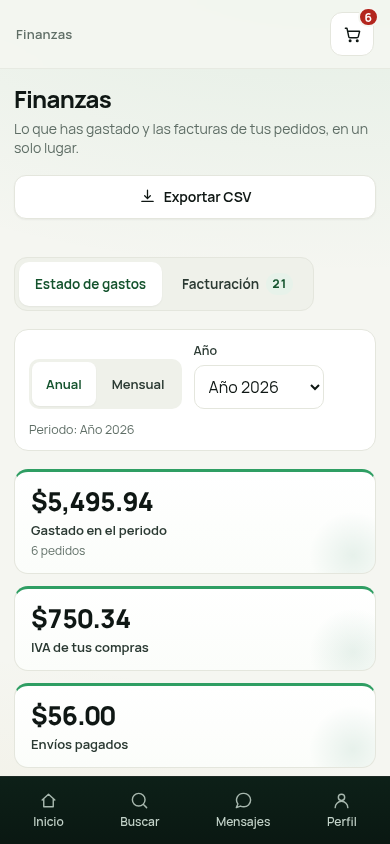 Finanzas
6
Finanzas
Lo que has gastado y las facturas de tus pedidos, en un
solo lugar.
Exportar CSV
Estado de gastos
Facturación
21
Año
Anual
Mensual
Año 2026
Periodo: Año 2026
$5,495.94
Gastado en el periodo
6 pedidos
$750.34
IVA de tus compras
$56.00
Envíos pagados
Inicio
Buscar
Mensajes
Perfil